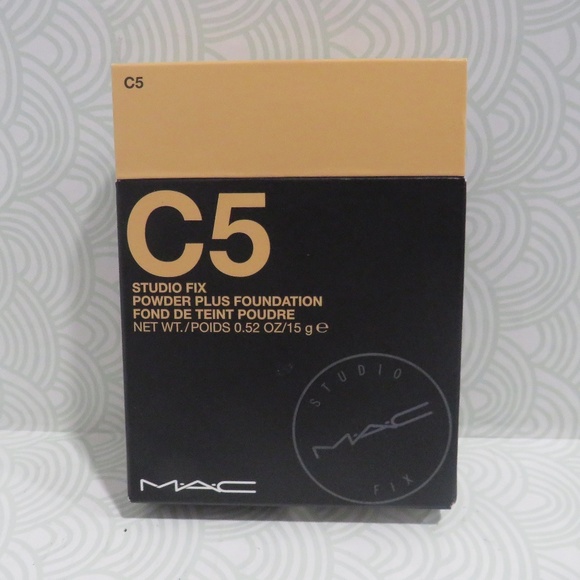 C5
C5
STUDIO FIX
POWDER PLUS FOUNDATION
FOND DE TEINT POUDRE
NET WT./POIDS 0.52 OZ/15 g ℮
STUDIO
M·A·C
FIX
M·A·C